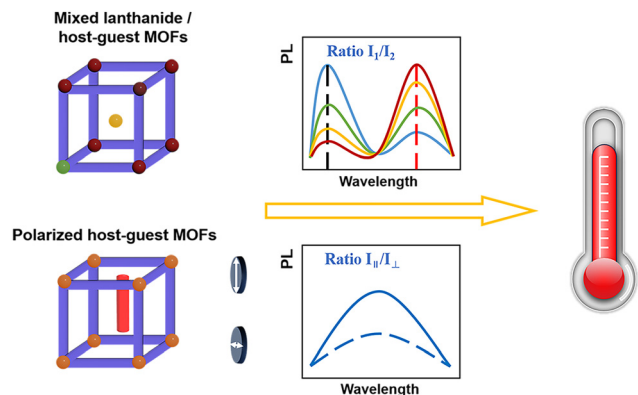 Mixed lanthanide /
host-guest MOFs
PL
Ratio I₁/I₂
Wavelength
Polarized host-guest MOFs
PL
Ratio I∥/I⊥
Wavelength